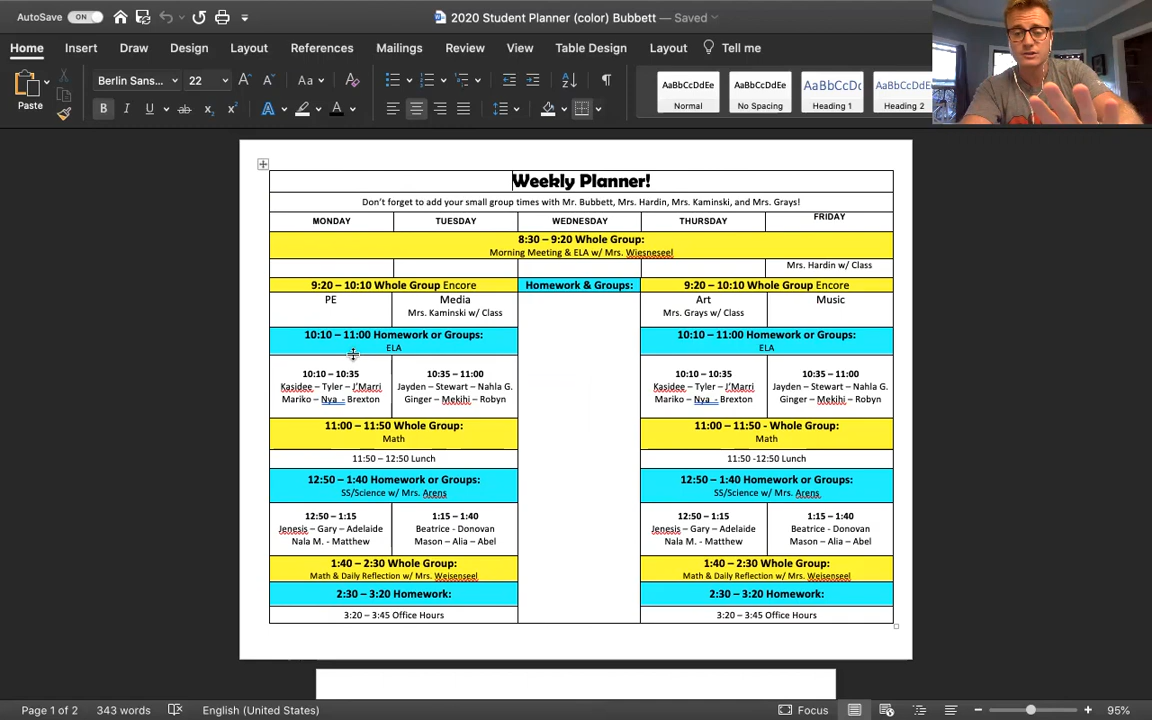 AutoSave ON
2020 Student Planner (color) Bubbett — Saved
Home Insert Draw Design Layout References Mailings Review View Table Design Layout Tell me
Paste
Berlin Sans... 22
B I U ab x₂ x²
AaBbCcDdEe AaBbCcDdEe AaBbCcDc AaBbCcDdEe
Normal No Spacing Heading 1 Heading 2
Weekly Planner!
Don't forget to add your small group times with Mr. Bubbett, Mrs. Hardin, Mrs. Kaminski, and Mrs. Grays!
MONDAY TUESDAY WEDNESDAY THURSDAY FRIDAY
8:30 – 9:20 Whole Group:
Morning Meeting & ELA w/ Mrs. Wiesneseel
Mrs. Hardin w/ Class
9:20 – 10:10 Whole Group Encore
Homework & Groups:
9:20 – 10:10 Whole Group Encore
PE
Media
Mrs. Kaminski w/ Class
Art
Mrs. Grays w/ Class
Music
10:10 – 11:00 Homework or Groups:
ELA
10:10 – 11:00 Homework or Groups:
ELA
10:10 – 10:35
Kasidee – Tyler – J'Marri
Mariko – Nya - Brexton
10:35 – 11:00
Jayden – Stewart – Nahla G.
Ginger – Mekihi – Robyn
10:10 – 10:35
Kasidee – Tyler – J'Marri
Mariko – Nya - Brexton
10:35 – 11:00
Jayden – Stewart – Nahla G.
Ginger – Mekihi – Robyn
11:00 – 11:50 Whole Group:
Math
11:00 – 11:50 - Whole Group:
Math
11:50 – 12:50 Lunch
11:50 -12:50 Lunch
12:50 – 1:40 Homework or Groups:
SS/Science w/ Mrs. Arens
12:50 – 1:40 Homework or Groups:
SS/Science w/ Mrs. Arens
12:50 – 1:15
Jenesis – Gary – Adelaide
Nala M. - Matthew
1:15 – 1:40
Beatrice - Donovan
Mason – Alia – Abel
12:50 – 1:15
Jenesis – Gary – Adelaide
Nala M. - Matthew
1:15 – 1:40
Beatrice - Donovan
Mason – Alia – Abel
1:40 – 2:30 Whole Group:
Math & Daily Reflection w/ Mrs. Weisenseel
1:40 – 2:30 Whole Group:
Math & Daily Reflection w/ Mrs. Weisenseel
2:30 – 3:20 Homework:
2:30 – 3:20 Homework:
3:20 – 3:45 Office Hours
3:20 – 3:45 Office Hours
Page 1 of 2 343 words English (United States) Focus 95%